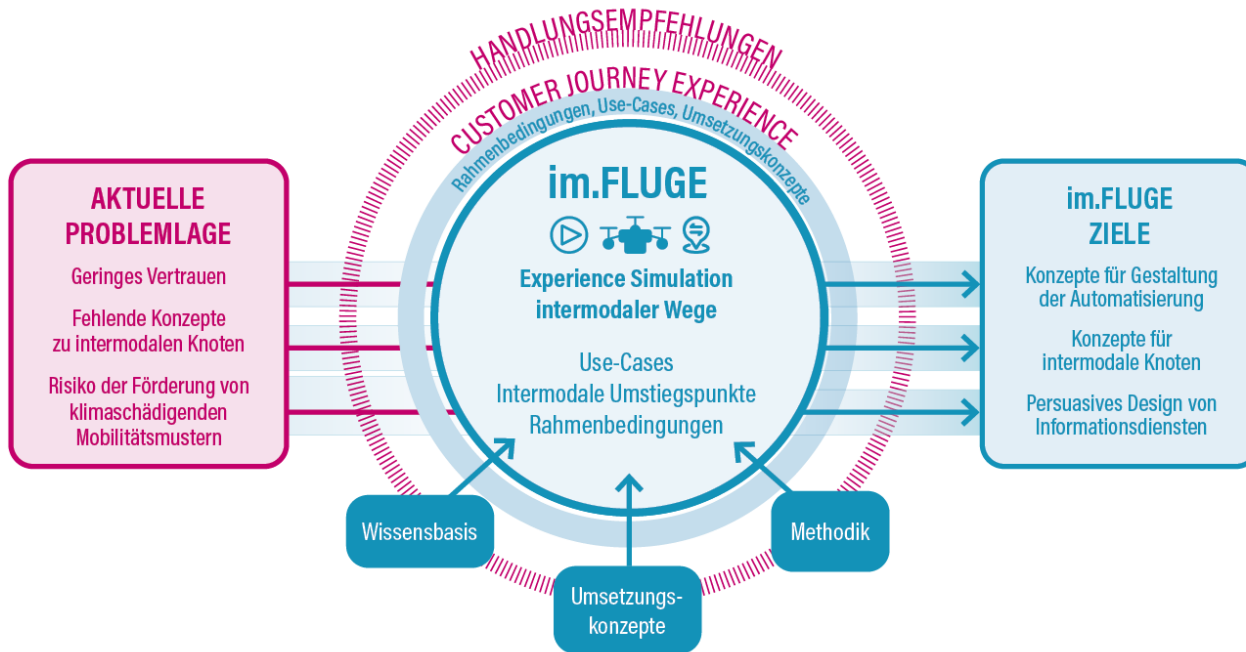 HANDLUNGSEMPFEHLUNGEN
CUSTOMER JOURNEY EXPERIENCE
Rahmenbedingungen, Use-Cases, Umsetzungskonzepte
AKTUELLE
PROBLEMLAGE
Geringes Vertrauen
Fehlende Konzepte
zu intermodalen Knoten
Risiko der Förderung von
klimaschädigenden
Mobilitätsmustern
im.FLUGE
Experience Simulation
intermodaler Wege
Use-Cases
Intermodale Umstiegspunkte
Rahmenbedingungen
im.FLUGE
ZIELE
Konzepte für Gestaltung
der Automatisierung
Konzepte für
intermodale Knoten
Persuasives Design von
Informationsdiensten
Wissensbasis
Umsetzungs-
konzepte
Methodik